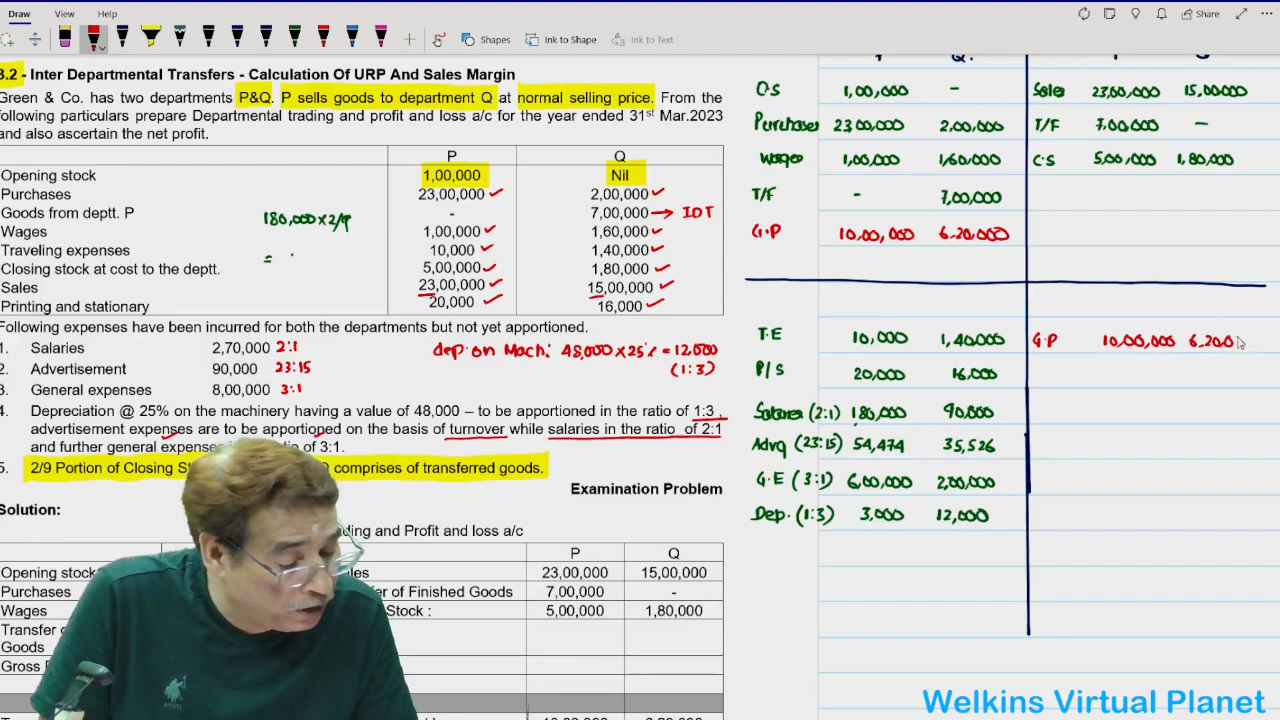 Draw View Help
Share
Shapes Ink to Shape Ink to Text
3.2 - Inter Departmental Transfers - Calculation Of URP And Sales Margin
Green & Co. has two departments P&Q. P sells goods to department Q at normal selling price. From the
following particulars prepare Departmental trading and profit and loss a/c for the year ended 31st Mar.2023
and also ascertain the net profit.
P Q
Opening stock 1,00,000 Nil
Purchases 23,00,000 2,00,000
Goods from deptt. P - 7,00,000 → IDT
Wages 1,00,000 1,60,000
Traveling expenses 10,000 1,40,000
Closing stock at cost to the deptt. 5,00,000 1,80,000
Sales 23,00,000 15,00,000
Printing and stationary 20,000 16,000
180,000 × 2/9
=
Following expenses have been incurred for both the departments but not yet apportioned.
1. Salaries 2,70,000 2:1
2. Advertisement 90,000 23:15
3. General expenses 8,00,000 3:1
dep. on Mach: 48,000 × 25% = 12,000
(1:3)
4. Depreciation @ 25% on the machinery having a value of 48,000 – to be apportioned in the ratio of 1:3 ,
advertisement expenses are to be apportioned on the basis of turnover while salaries in the ratio of 2:1
and further general expenses of 3:1.
5. 2/9 Portion of Closing comprises of transferred goods.
Examination Problem
Solution:
ding and Profit and loss a/c
P Q
Opening stock les 23,00,000 15,00,000
Purchases er of Finished Goods 7,00,000 -
Wages Stock : 5,00,000 1,80,000
Transfer
Goods
Gross
O.S 1,00,000 - Sales 23,00,000 15,00,000
Purchases 2300,000 2,00,000 T/F 7,00,000 -
Wages 1,00,000 1,60,000 C.S 5,00,000 1,80,000
T/F - 7,00,000
G.P 10,00,000 6,20,000
T.E 10,000 1,40,000 G.P 10,00,000 6,200
P/S 20,000 16,000
Salaries (2:1) 180,000 90,000
Adv (23:15) 54,474 35,526
G.E (3:1) 6,00,000 2,00,000
Dep. (1:3) 3,000 12,000
Welkins Virtual Planet